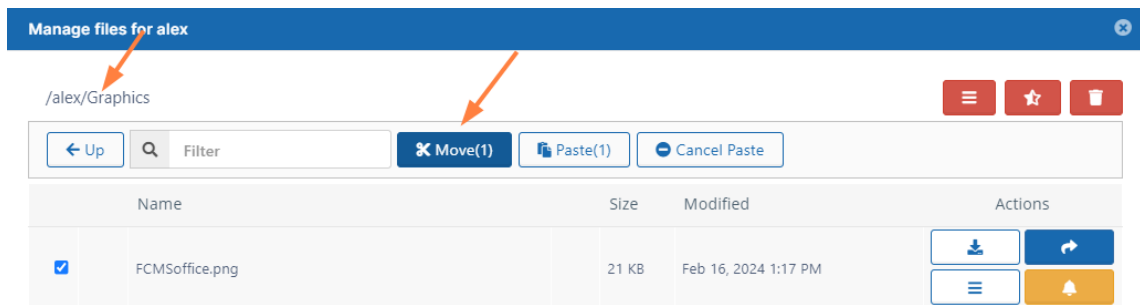 Manage files for alex
/alex/Graphics
Up Filter Move(1) Paste(1) Cancel Paste
Name Size Modified Actions
FCMSoffice.png 21 KB Feb 16, 2024 1:17 PM